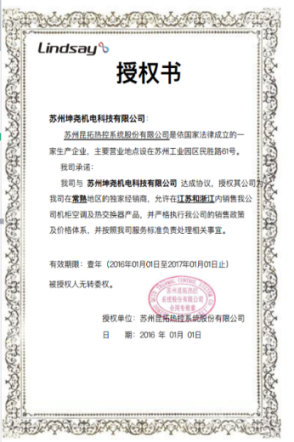 Lindsay
授权书
苏州坤尧机电科技有限公司：
苏州昆拓热控系统股份有限公司是依国家法律成立的一
家生产企业，主要营业地点设在苏州工业园区民胜路61号。
我司承诺：
我司与 苏州坤尧机电科技有限公司 达成协议，授权其公司为
我司在常熟地区的独家经销商，允许在江苏和浙江内销售我公
司机柜空调及热交换器产品，并严格执行我公司的销售政策
及价格体系，并按照我司服务标准负责处理相关事宜。
有效期限：壹年（2016年01月01日至2017年01月01日止）
被授权人无转委权。
授权单位：苏州昆拓热控系统股份有限公司
日 期：2016 年 01月 01日